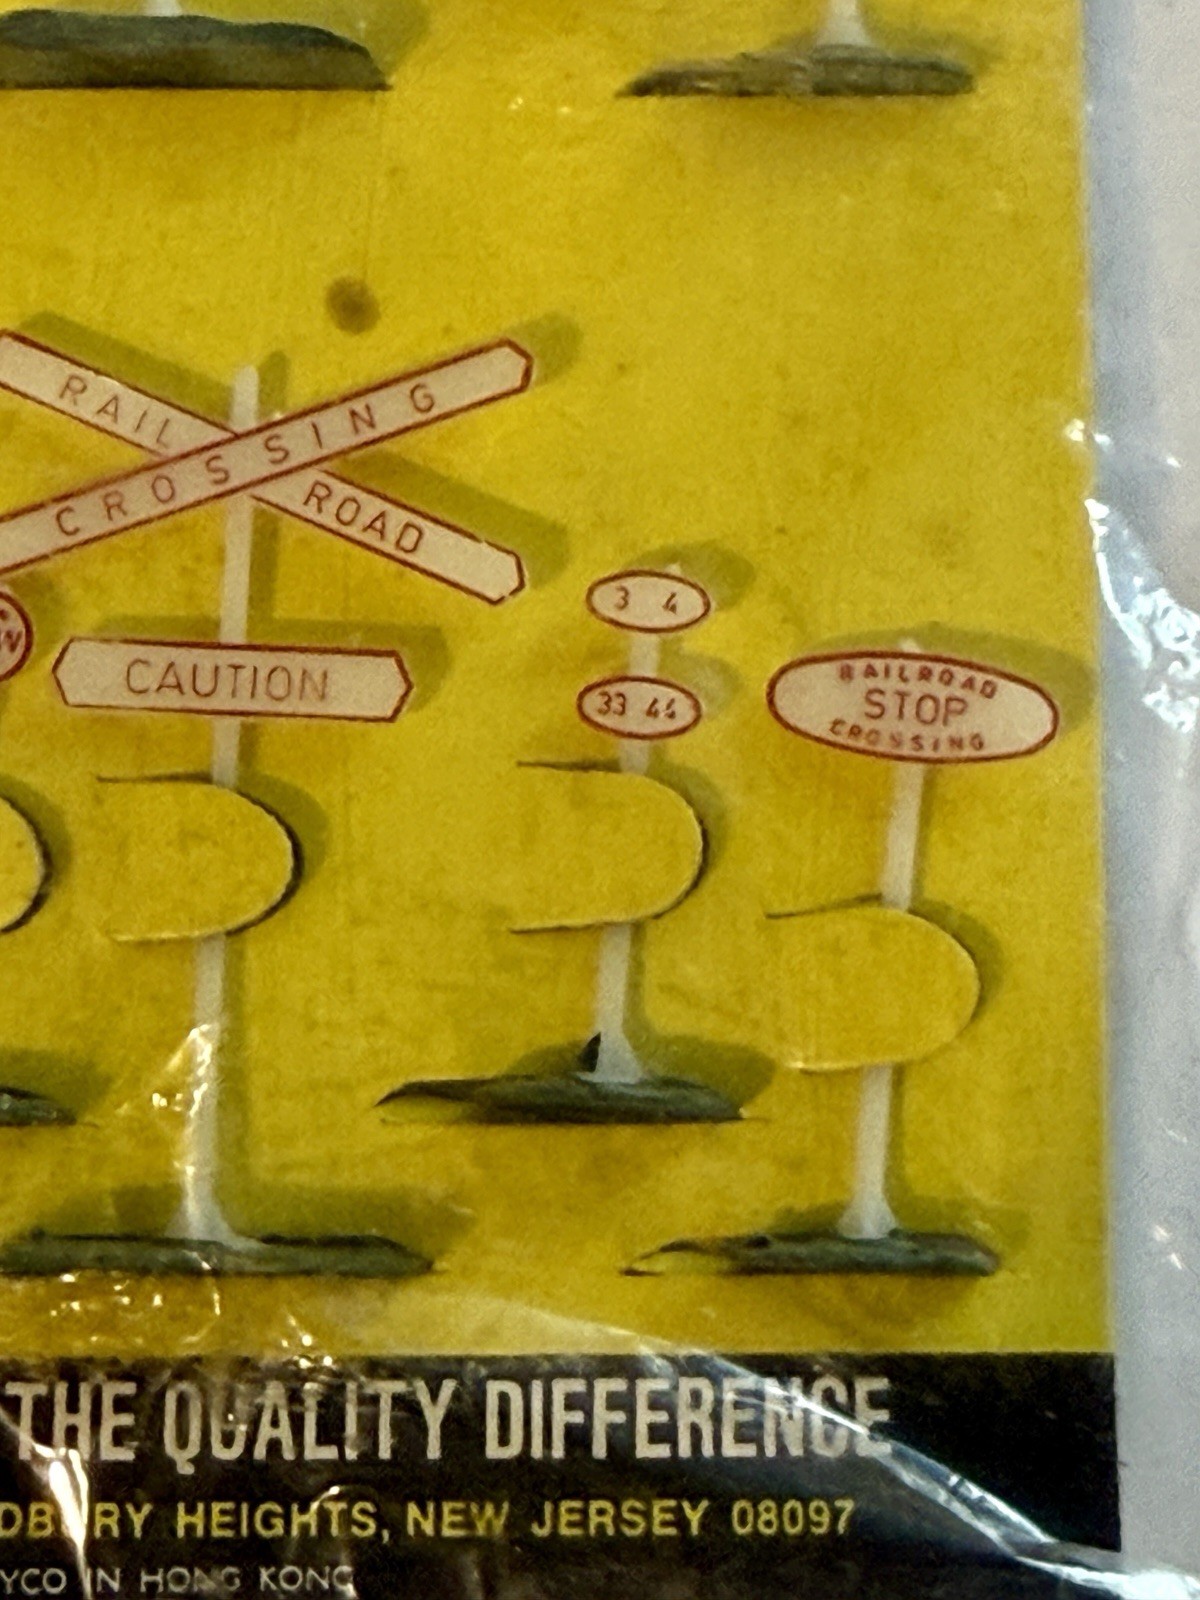 RAIL ROAD
CROSSING
CAUTION
3 4
33 44
RAILROAD
STOP
CROSSING
THE QUALITY DIFFERENCE
DBURY HEIGHTS, NEW JERSEY 08097
YCO IN HONG KONG